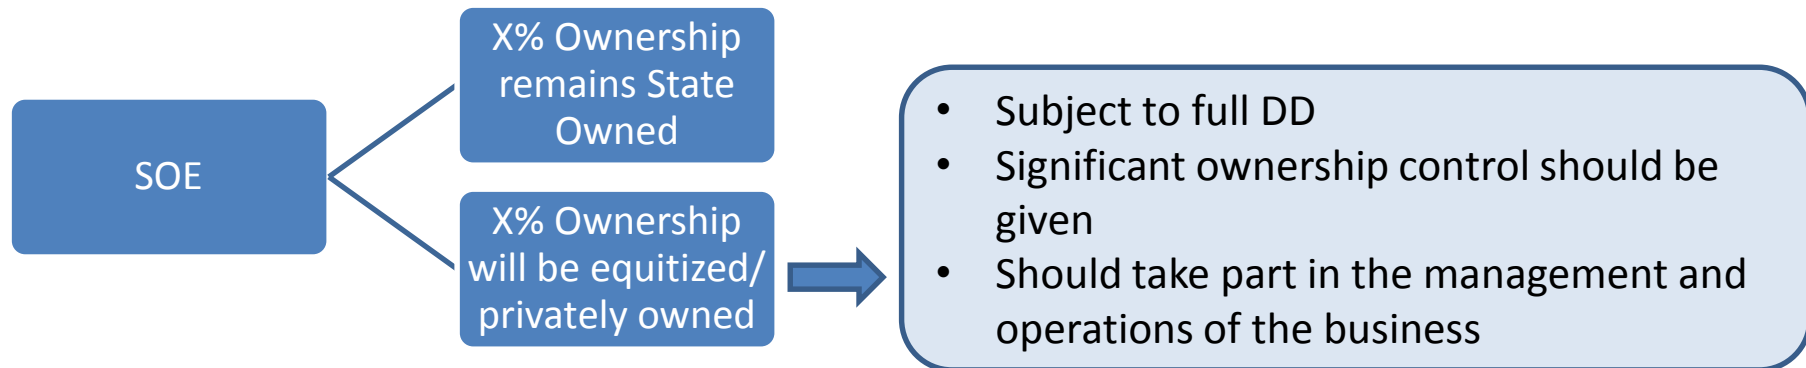 SOE
X% Ownership
remains State
Owned
X% Ownership
will be equitized/
privately owned
• Subject to full DD
• Significant ownership control should be
given
• Should take part in the management and
operations of the business